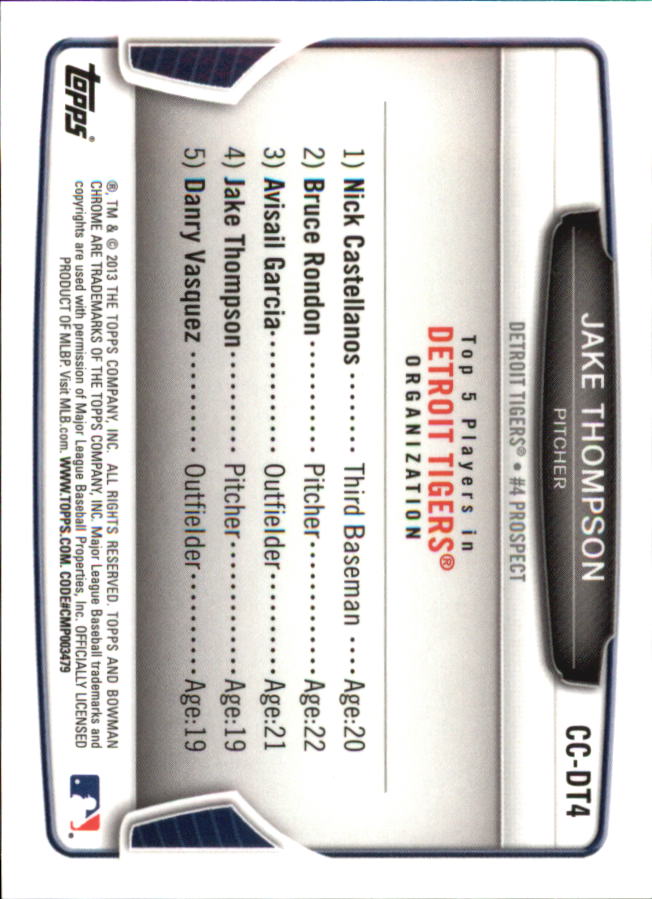 JAKE THOMPSON
CC-DT4
PITCHER
DETROIT TIGERS® • #4 PROSPECT
Top 5 Players in
DETROIT TIGERS®
ORGANIZATION
1) Nick Castellanos ········ Third Baseman ···· Age:20
2) Bruce Rondon ·········· Pitcher············· Age:22
3) Avisail Garcia··········· Outfielder·········· Age:21
4) Jake Thompson········· Pitcher············· Age:19
5) Danry Vasquez ········· Outfielder·········· Age:19
topps®
®, TM & © 2013 THE TOPPS COMPANY, INC. ALL RIGHTS RESERVED. TOPPS AND BOWMAN
CHROME ARE TRADEMARKS OF THE TOPPS COMPANY, INC. Major League Baseball trademarks and
copyrights are used with permission of Major League Baseball Properties, Inc. OFFICIALLY LICENSED
PRODUCT OF MLBP. Visit MLB.com. WWW.TOPPS.COM. CODE#CMP003479